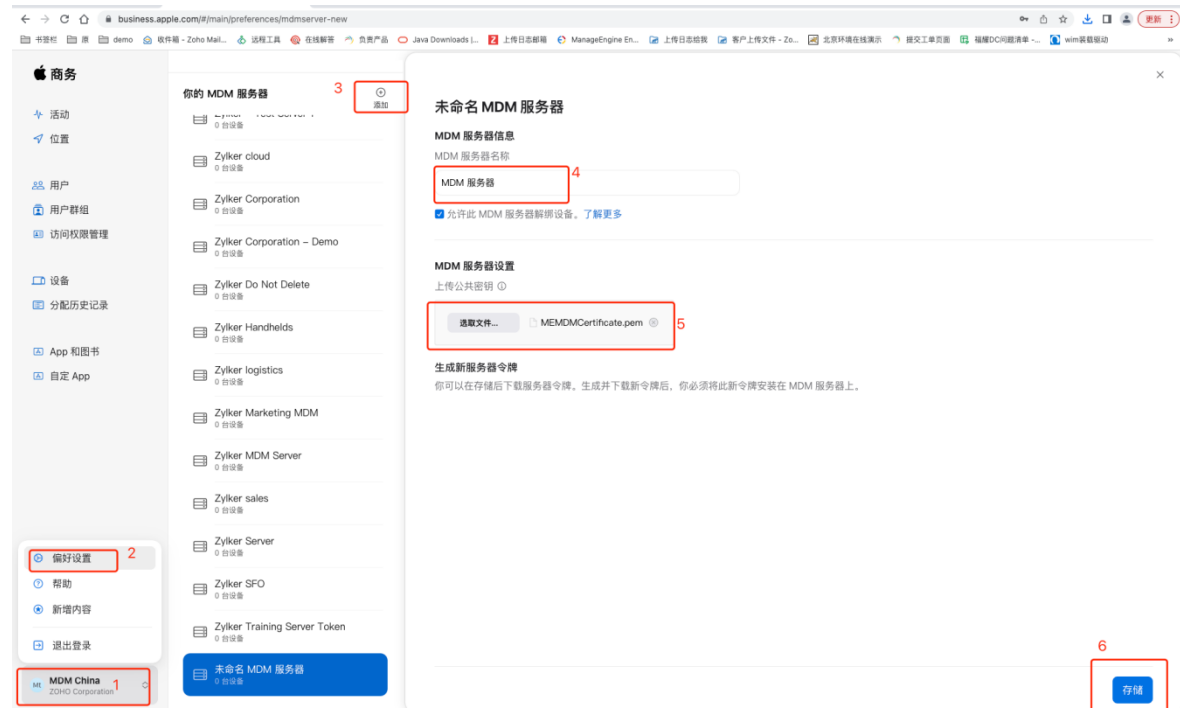 business.apple.com/#/main/preferences/mdmserver-new
更新
书签栏 原 demo 收件箱 - Zoho Mail... 远程工具 在线解答 负责产品 Java Downloads |... 上传日志邮箱 ManageEngine En... 上传日志给我 客户上传文件 - Zo... 北京环境在线演示 提交工单页面 福耀DC问题清单 -... wim装载驱动 »
商务
活动
位置
用户
用户群组
访问权限管理
设备
分配历史记录
App 和图书
自定 App
偏好设置 2
帮助
新增内容
退出登录
MDM China
ZOHO Corporation
1
你的 MDM 服务器 3
添加
0 台设备
Zylker cloud
0 台设备
Zylker Corporation
0 台设备
Zylker Corporation – Demo
0 台设备
Zylker Do Not Delete
0 台设备
Zylker Handhelds
0 台设备
Zylker logistics
0 台设备
Zylker Marketing MDM
0 台设备
Zylker MDM Server
0 台设备
Zylker sales
0 台设备
Zylker Server
0 台设备
Zylker SFO
0 台设备
Zylker Training Server Token
0 台设备
未命名 MDM 服务器
0 台设备
未命名 MDM 服务器
MDM 服务器信息
MDM 服务器名称
MDM 服务器 4
允许此 MDM 服务器解绑设备。了解更多
MDM 服务器设置
上传公共密钥
选取文件... MEMDMCertificate.pem 5
生成新服务器令牌
你可以在存储后下载服务器令牌。生成并下载新令牌后，你必须将此新令牌安装在 MDM 服务器上。
6
存储